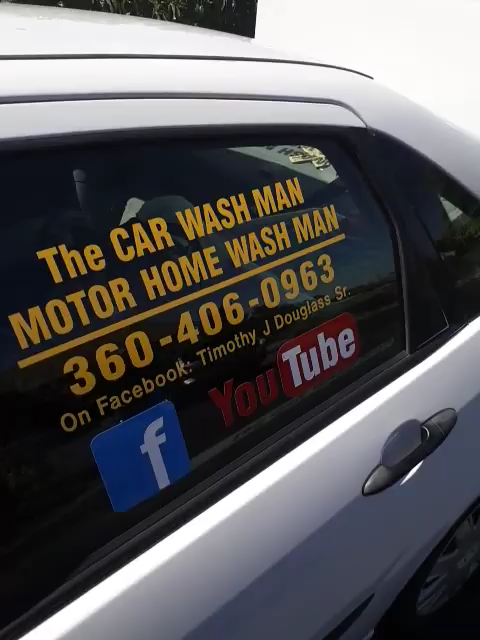 The CAR WASH MAN
MOTOR HOME WASH MAN
360-406-0963
On Facebook: Timothy J Douglass Sr.
YouTube
f